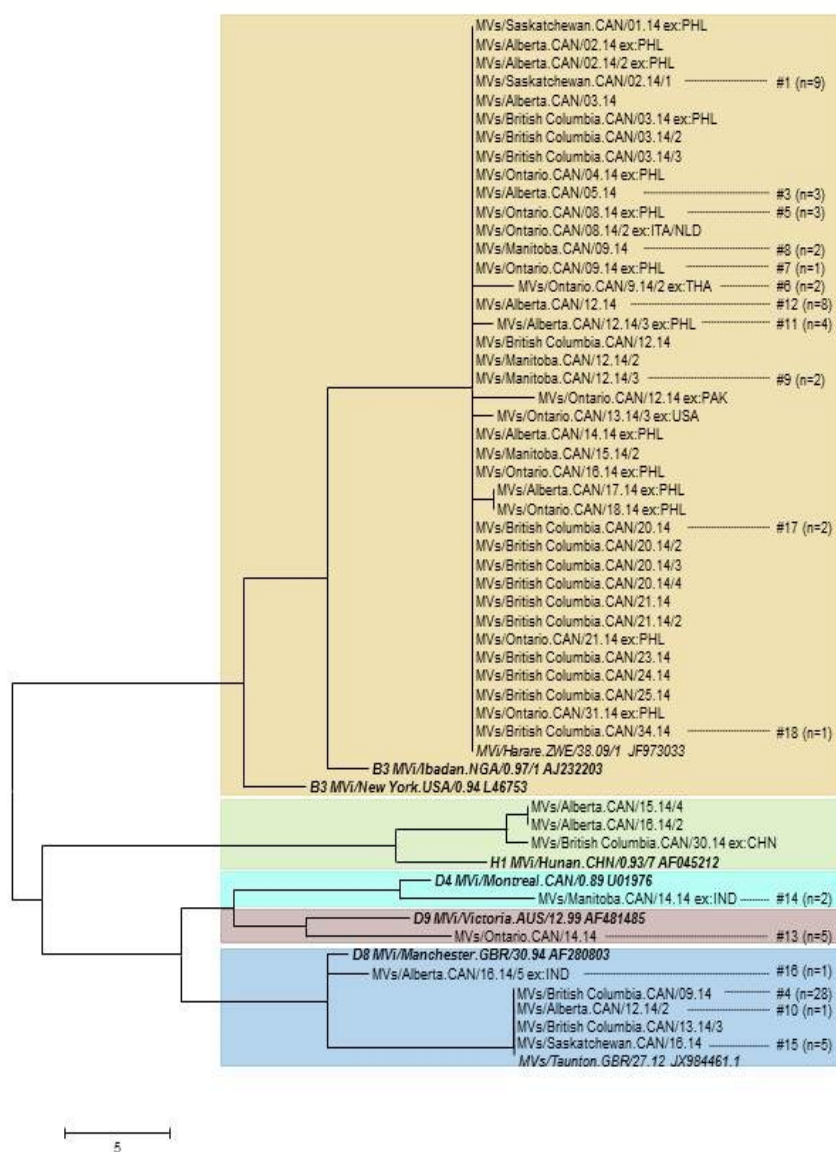 MVs/Saskatchewan.CAN/01.14 ex:PHL
MVs/Alberta.CAN/02.14 ex:PHL
MVs/Alberta.CAN/02.14/2 ex:PHL
MVs/Saskatchewan.CAN/02.14/1 #1 (n=9)
MVs/Alberta.CAN/03.14
MVs/British Columbia.CAN/03.14 ex:PHL
MVs/British Columbia.CAN/03.14/2
MVs/British Columbia.CAN/03.14/3
MVs/Ontario.CAN/04.14 ex:PHL
MVs/Alberta.CAN/05.14 #3 (n=3)
MVs/Ontario.CAN/08.14 ex:PHL #5 (n=3)
MVs/Ontario.CAN/08.14/2 ex:ITA/NLD
MVs/Manitoba.CAN/09.14 #8 (n=2)
MVs/Ontario.CAN/09.14 ex:PHL #7 (n=1)
MVs/Ontario.CAN/9.14/2 ex:THA #6 (n=2)
MVs/Alberta.CAN/12.14 #12 (n=8)
MVs/Alberta.CAN/12.14/3 ex:PHL #11 (n=4)
MVs/British Columbia.CAN/12.14
MVs/Manitoba.CAN/12.14/2
MVs/Manitoba.CAN/12.14/3 #9 (n=2)
MVs/Ontario.CAN/12.14 ex:PAK
MVs/Ontario.CAN/13.14/3 ex:USA
MVs/Alberta.CAN/14.14 ex:PHL
MVs/Manitoba.CAN/15.14/2
MVs/Ontario.CAN/16.14 ex:PHL
MVs/Alberta.CAN/17.14 ex:PHL
MVs/Ontario.CAN/18.14 ex:PHL
MVs/British Columbia.CAN/20.14 #17 (n=2)
MVs/British Columbia.CAN/20.14/2
MVs/British Columbia.CAN/20.14/3
MVs/British Columbia.CAN/20.14/4
MVs/British Columbia.CAN/21.14
MVs/British Columbia.CAN/21.14/2
MVs/Ontario.CAN/21.14 ex:PHL
MVs/British Columbia.CAN/23.14
MVs/British Columbia.CAN/24.14
MVs/British Columbia.CAN/25.14
MVs/Ontario.CAN/31.14 ex:PHL
MVs/British Columbia.CAN/34.14 #18 (n=1)
MVi/Harare.ZWE/38.09/1 JF973033
B3 MVi/Ibadan.NGA/0.97/1 AJ232203
B3 MVi/New York.USA/0.94 L46753
MVs/Alberta.CAN/15.14/4
MVs/Alberta.CAN/16.14/2
MVs/British Columbia.CAN/30.14 ex:CHN
H1 MVi/Hunan.CHN/0.93/7 AF045212
D4 MVi/Montreal.CAN/0.89 U01976
MVs/Manitoba.CAN/14.14 ex:IND #14 (n=2)
D9 MVi/Victoria.AUS/12.99 AF481485
MVs/Ontario.CAN/14.14 #13 (n=5)
D8 MVi/Manchester.GBR/30.94 AF280803
MVs/Alberta.CAN/16.14/5 ex:IND #16 (n=1)
MVs/British Columbia.CAN/09.14 #4 (n=28)
MVs/Alberta.CAN/12.14/2 #10 (n=1)
MVs/British Columbia.CAN/13.14/3
MVs/Saskatchewan.CAN/16.14 #15 (n=5)
MVs/Taunton.GBR/27.12 JX984461.1
5